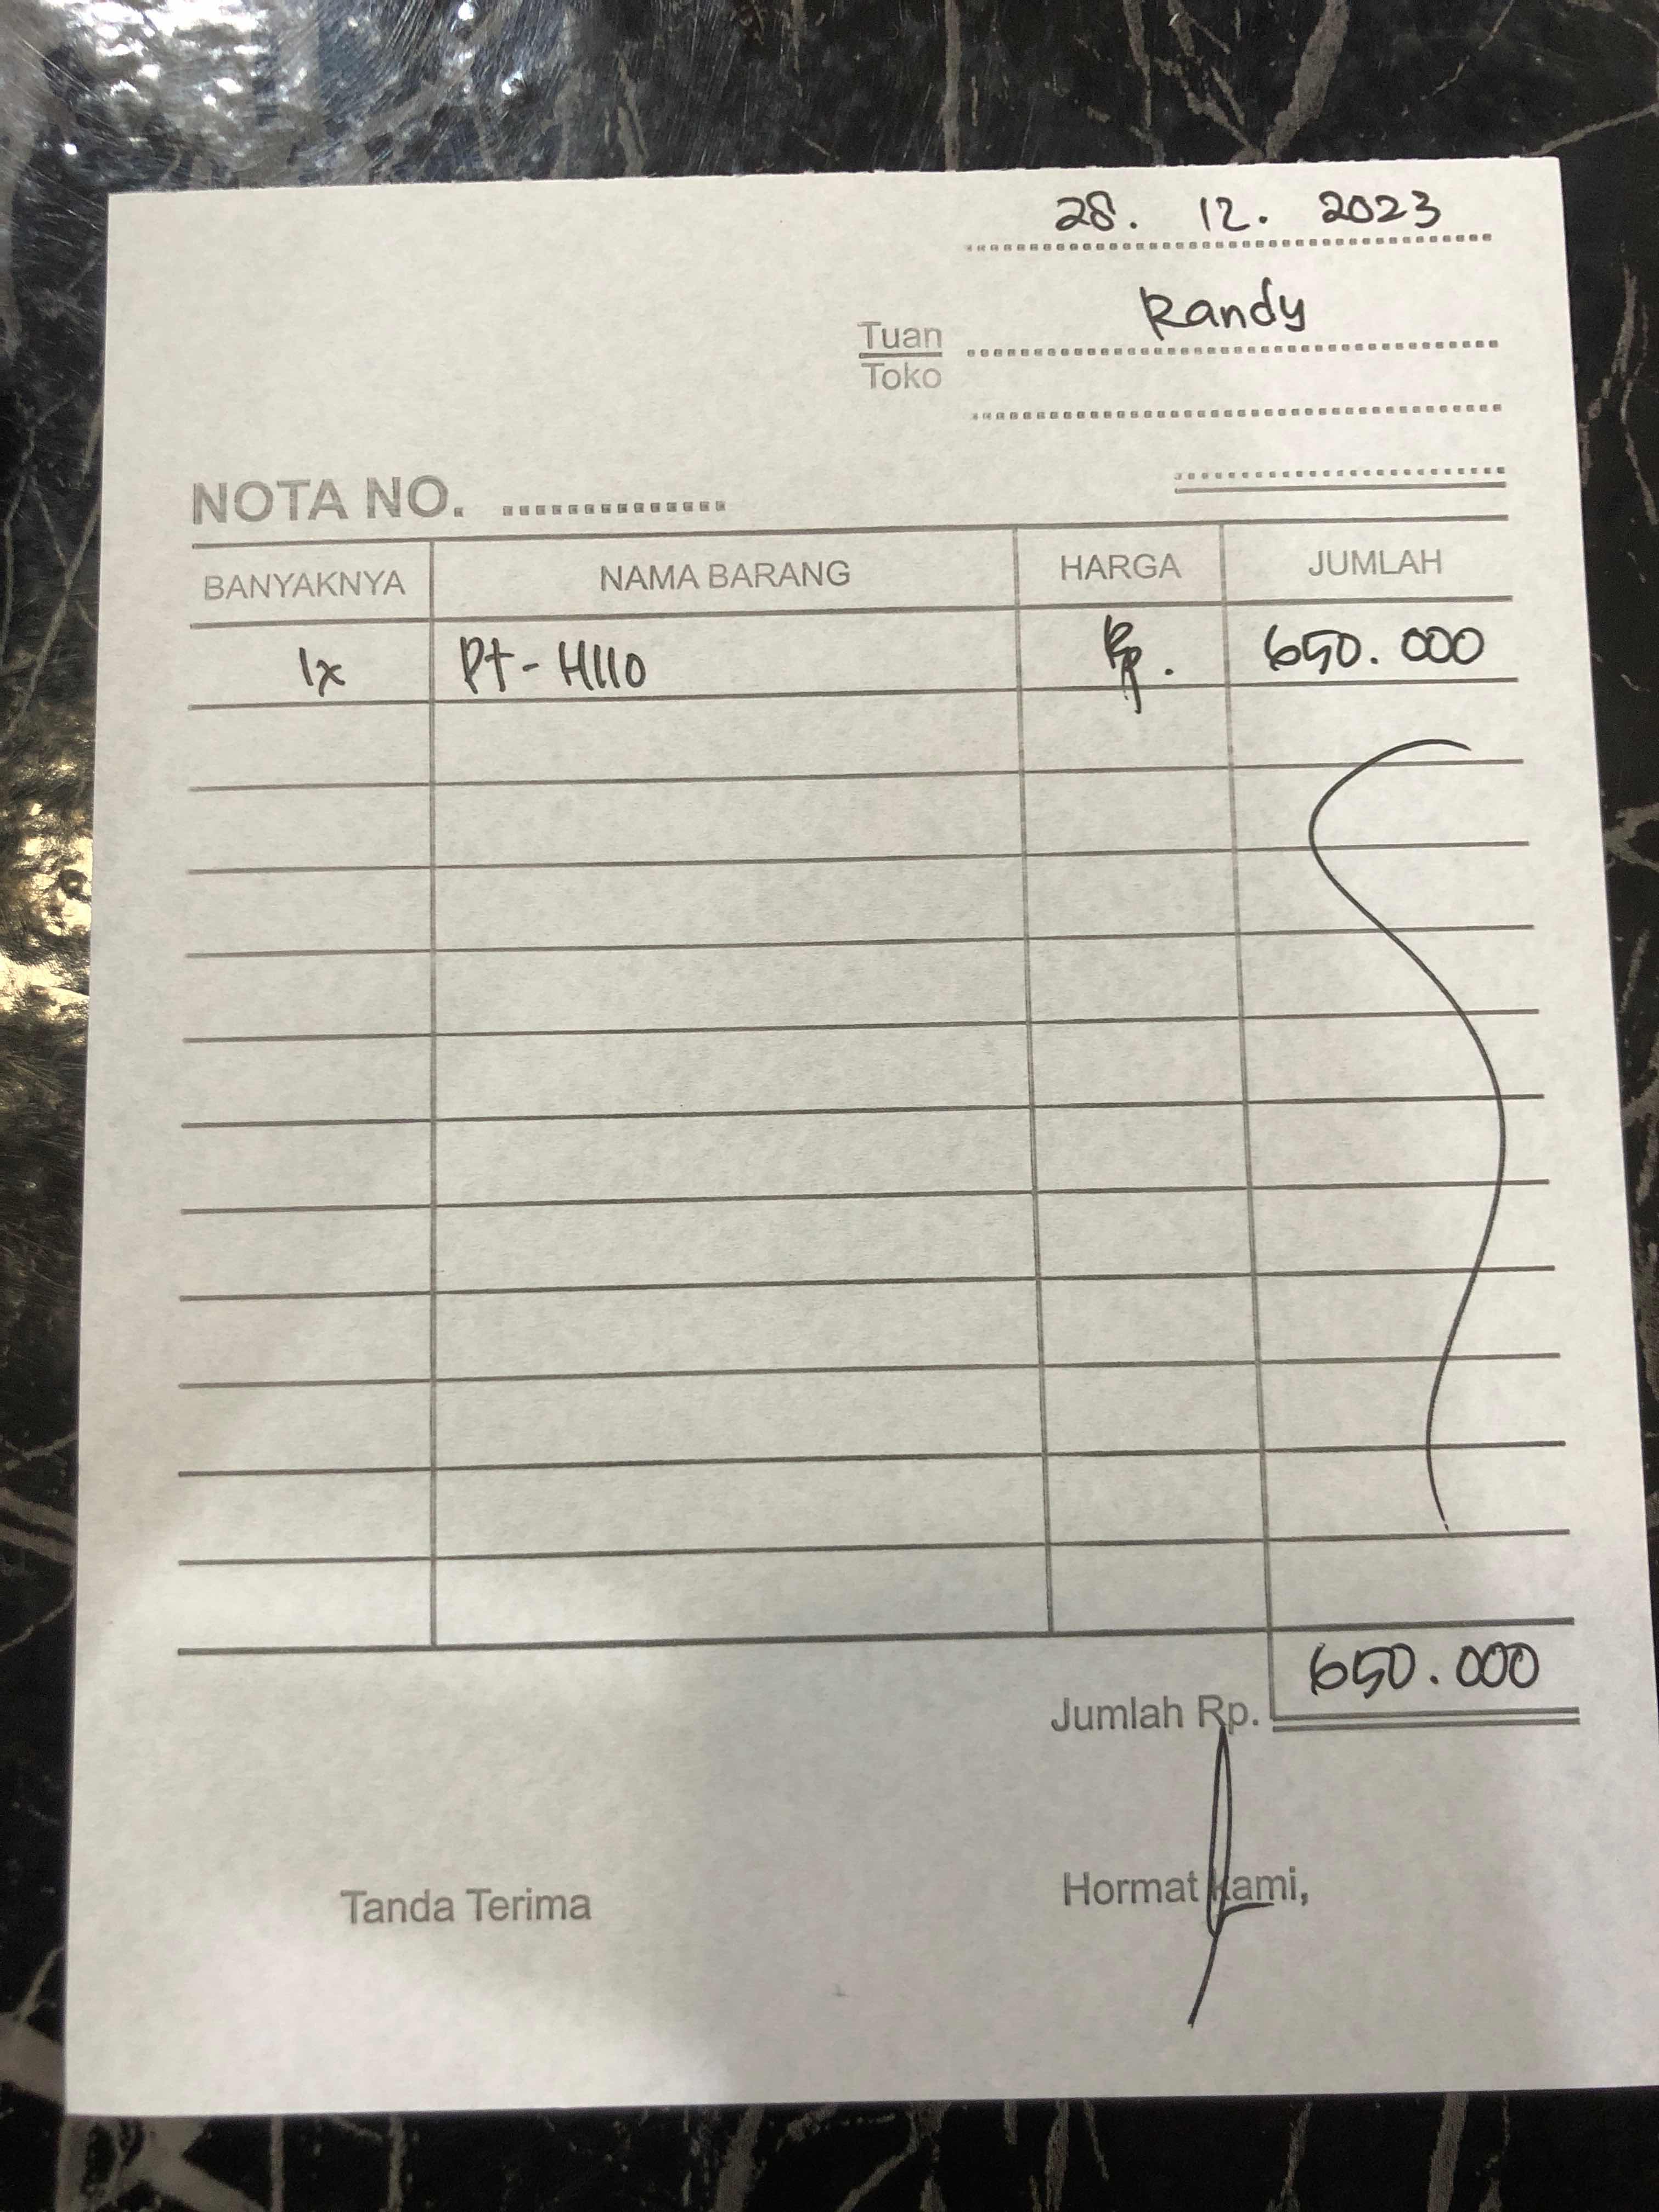 28. 12. 2023
Randy
Tuan
Toko
NOTA NO.
BANYAKNYA NAMA BARANG HARGA JUMLAH
1x Pt - H110 Rp. 650.000
650.000
Jumlah Rp.
Tanda Terima Hormat kami,